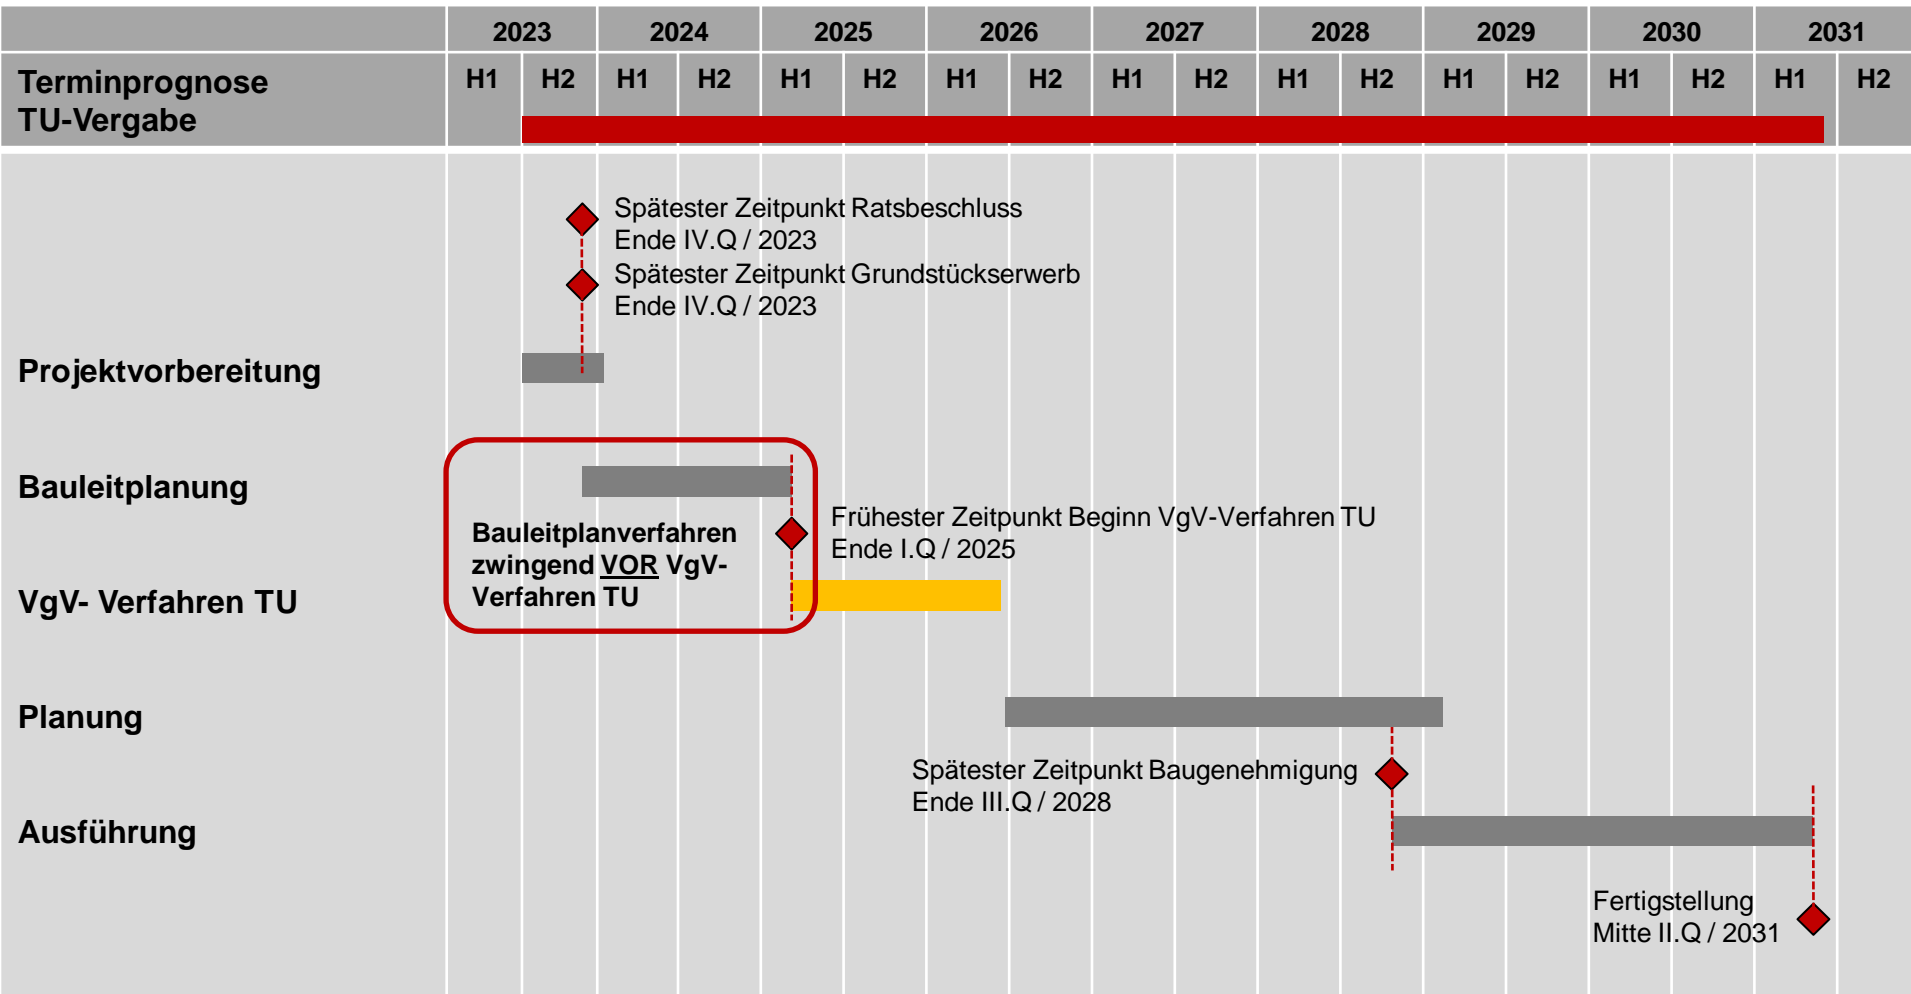 2023 2024 2025 2026 2027 2028 2029 2030 2031
Terminprognose
TU-Vergabe
H1 H2 H1 H2 H1 H2 H1 H2 H1 H2 H1 H2 H1 H2 H1 H2 H1 H2
Spätester Zeitpunkt Ratsbeschluss
Ende IV.Q / 2023
Spätester Zeitpunkt Grundstückserwerb
Ende IV.Q / 2023
Projektvorbereitung
Bauleitplanung
Bauleitplanverfahren
zwingend VOR VgV-
Verfahren TU
Frühester Zeitpunkt Beginn VgV-Verfahren TU
Ende I.Q / 2025
VgV- Verfahren TU
Planung
Spätester Zeitpunkt Baugenehmigung
Ende III.Q / 2028
Ausführung
Fertigstellung
Mitte II.Q / 2031